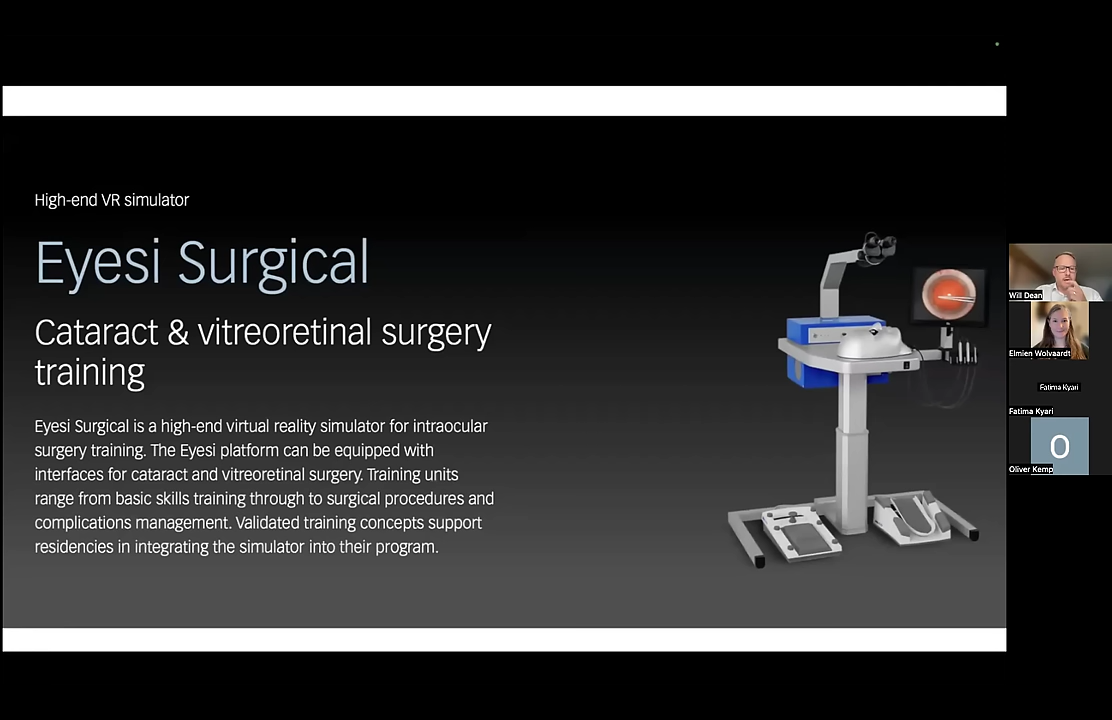 High-end VR simulator
Eyesi Surgical
Cataract & vitreoretinal surgery
training
Eyesi Surgical is a high-end virtual reality simulator for intraocular
surgery training. The Eyesi platform can be equipped with
interfaces for cataract and vitreoretinal surgery. Training units
range from basic skills training through to surgical procedures and
complications management. Validated training concepts support
residencies in integrating the simulator into their program.
Will Dean
Elmien Wolvaardt
Fatima Kyari
Fatima Kyari
O
Oliver Kemp